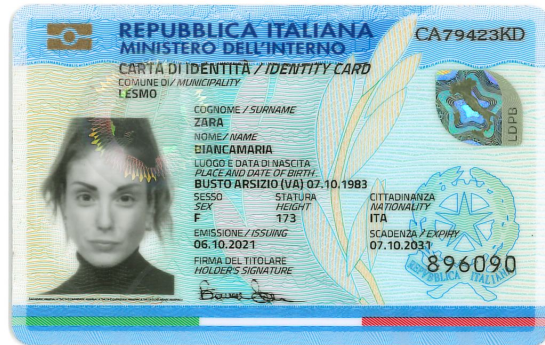 REPUBBLICA ITALIANA
MINISTERO DELL'INTERNO
CA79423KD
CARTA DI IDENTITÀ / IDENTITY CARD
COMUNE DI / MUNICIPALITY
LESMO
COGNOME / SURNAME
ZARA
NOME / NAME
BIANCAMARIA
LUOGO E DATA DI NASCITA
PLACE AND DATE OF BIRTH
BUSTO ARSIZIO (VA) 07.10.1983
SESSO STATURA CITTADINANZA
SEX HEIGHT NATIONALITY
F 173 ITA
EMISSIONE / ISSUING SCADENZA / EXPIRY
06.10.2021 07.10.2031
FIRMA DEL TITOLARE
HOLDER'S SIGNATURE
896090
LDPB
REPUBBLICA ITALIANA